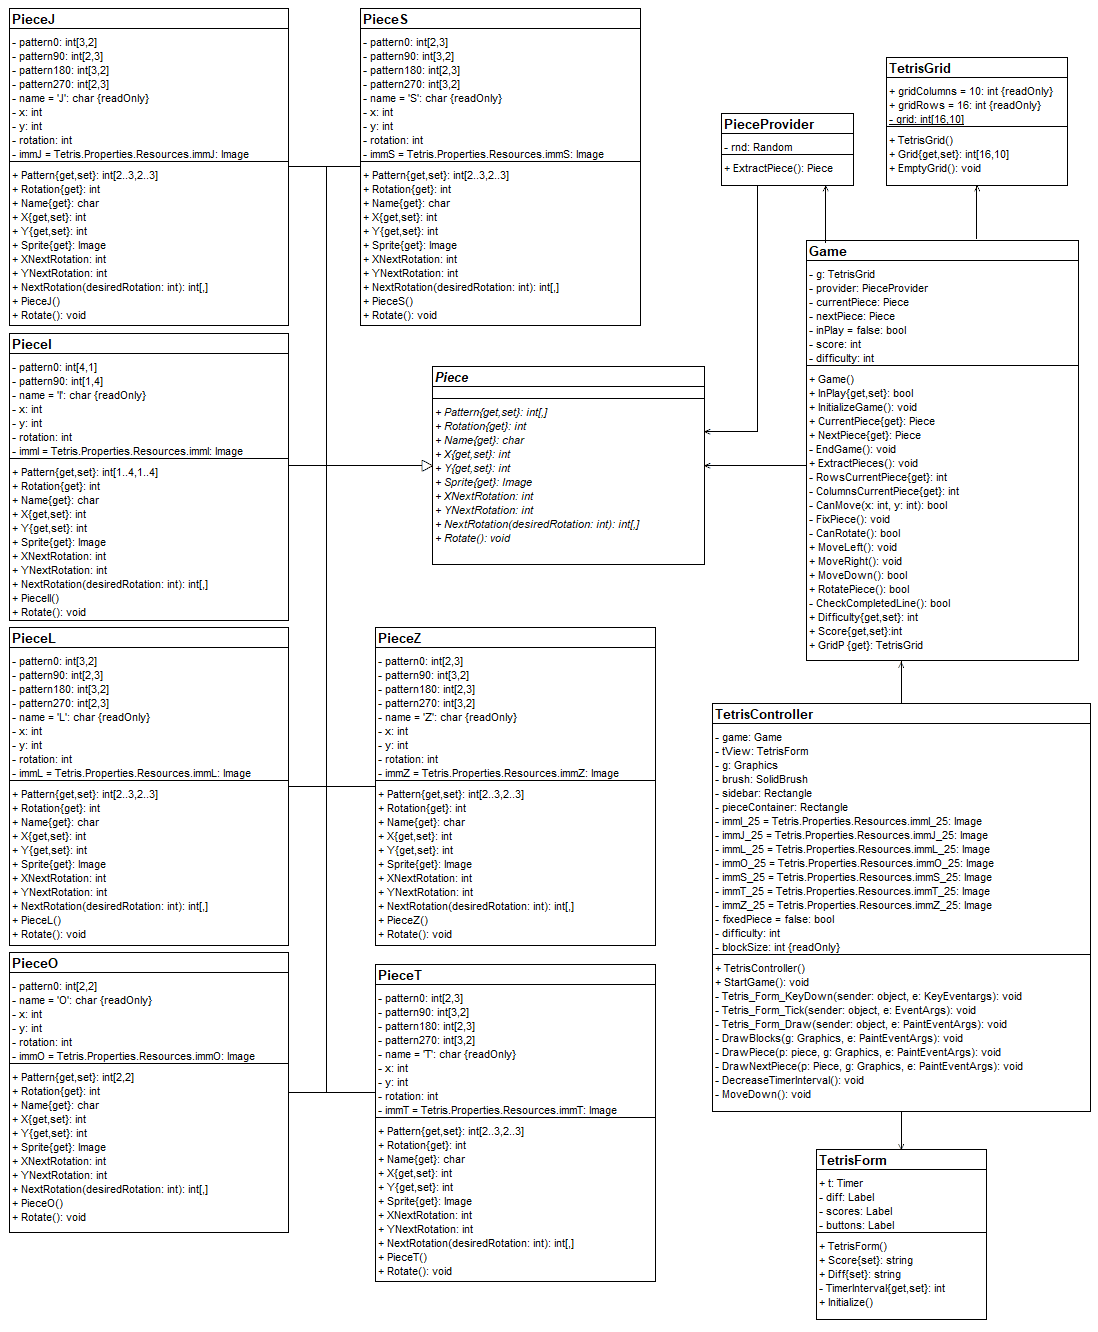 PieceJ
- pattern0: int[3,2]
- pattern90: int[2,3]
- pattern180: int[3,2]
- pattern270: int[2,3]
- name = 'J': char {readOnly}
- x: int
- y: int
- rotation: int
- immJ = Tetris.Properties.Resources.immJ: Image
+ Pattern{get,set}: int[2..3,2..3]
+ Rotation{get}: int
+ Name{get}: char
+ X{get,set}: int
+ Y{get,set}: int
+ Sprite{get}: Image
+ XNextRotation: int
+ YNextRotation: int
+ NextRotation(desiredRotation: int): int[,]
+ PieceJ()
+ Rotate(): void
PieceS
- pattern0: int[2,3]
- pattern90: int[3,2]
- pattern180: int[2,3]
- pattern270: int[3,2]
- name = 'S': char {readOnly}
- x: int
- y: int
- rotation: int
- immS = Tetris.Properties.Resources.immS: Image
+ Pattern{get,set}: int[2..3,2..3]
+ Rotation{get}: int
+ Name{get}: char
+ X{get,set}: int
+ Y{get,set}: int
+ Sprite{get}: Image
+ XNextRotation: int
+ YNextRotation: int
+ NextRotation(desiredRotation: int): int[,]
+ PieceS()
+ Rotate(): void
PieceProvider
- rnd: Random
+ ExtractPiece(): Piece
TetrisGrid
+ gridColumns = 10: int {readOnly}
+ gridRows = 16: int {readOnly}
- grid: int[16,10]
+ TetrisGrid()
+ Grid{get,set}: int[16,10]
+ EmptyGrid(): void
PieceI
- pattern0: int[4,1]
- pattern90: int[1,4]
- name = 'I': char {readOnly}
- x: int
- y: int
- rotation: int
- immI = Tetris.Properties.Resources.immI: Image
+ Pattern{get,set}: int[1..4,1..4]
+ Rotation{get}: int
+ Name{get}: char
+ X{get,set}: int
+ Y{get,set}: int
+ Sprite{get}: Image
+ XNextRotation: int
+ YNextRotation: int
+ NextRotation(desiredRotation: int): int[,]
+ PieceII()
+ Rotate(): void
Piece
+ Pattern{get,set}: int[,]
+ Rotation{get}: int
+ Name{get}: char
+ X{get,set}: int
+ Y{get,set}: int
+ Sprite{get}: Image
+ XNextRotation: int
+ YNextRotation: int
+ NextRotation(desiredRotation: int): int[,]
+ Rotate(): void
Game
- g: TetrisGrid
- provider: PieceProvider
- currentPiece: Piece
- nextPiece: Piece
- inPlay = false: bool
- score: int
- difficulty: int
+ Game()
+ InPlay{get,set}: bool
+ InitializeGame(): void
+ CurrentPiece{get}: Piece
+ NextPiece{get}: Piece
- EndGame(): void
+ ExtractPieces(): void
- RowsCurrentPiece{get}: int
- ColumnsCurrentPiece{get}: int
- CanMove(x: int, y: int): bool
- FixPiece(): void
- CanRotate(): bool
+ MoveLeft(): void
+ MoveRight(): void
+ MoveDown(): bool
+ RotatePiece(): bool
- CheckCompletedLine(): bool
+ Difficulty{get,set}: int
+ Score{get,set}:int
+ GridP {get}: TetrisGrid
PieceL
- pattern0: int[3,2]
- pattern90: int[2,3]
- pattern180: int[3,2]
- pattern270: int[2,3]
- name = 'L': char {readOnly}
- x: int
- y: int
- rotation: int
- immL = Tetris.Properties.Resources.immL: Image
+ Pattern{get,set}: int[2..3,2..3]
+ Rotation{get}: int
+ Name{get}: char
+ X{get,set}: int
+ Y{get,set}: int
+ Sprite{get}: Image
+ XNextRotation: int
+ YNextRotation: int
+ NextRotation(desiredRotation: int): int[,]
+ PieceL()
+ Rotate(): void
PieceZ
- pattern0: int[2,3]
- pattern90: int[3,2]
- pattern180: int[2,3]
- pattern270: int[3,2]
- name = 'Z': char {readOnly}
- x: int
- y: int
- rotation: int
- immZ = Tetris.Properties.Resources.immZ: Image
+ Pattern{get,set}: int[2..3,2..3]
+ Rotation{get}: int
+ Name{get}: char
+ X{get,set}: int
+ Y{get,set}: int
+ Sprite{get}: Image
+ XNextRotation: int
+ YNextRotation: int
+ NextRotation(desiredRotation: int): int[,]
+ PieceZ()
+ Rotate(): void
TetrisController
- game: Game
- tView: TetrisForm
- g: Graphics
- brush: SolidBrush
- sidebar: Rectangle
- pieceContainer: Rectangle
- immI_25 = Tetris.Properties.Resources.immI_25: Image
- immJ_25 = Tetris.Properties.Resources.immJ_25: Image
- immL_25 = Tetris.Properties.Resources.immL_25: Image
- immO_25 = Tetris.Properties.Resources.immO_25: Image
- immS_25 = Tetris.Properties.Resources.immS_25: Image
- immT_25 = Tetris.Properties.Resources.immT_25: Image
- immZ_25 = Tetris.Properties.Resources.immZ_25: Image
- fixedPiece = false: bool
- difficulty: int
- blockSize: int {readOnly}
+ TetrisController()
+ StartGame(): void
- Tetris_Form_KeyDown(sender: object, e: KeyEventargs): void
- Tetris_Form_Tick(sender: object, e: EventArgs): void
- Tetris_Form_Draw(sender: object, e: PaintEventArgs): void
- DrawBlocks(g: Graphics, e: PaintEventArgs): void
- DrawPiece(p: piece, g: Graphics, e: PaintEventArgs): void
- DrawNextPiece(p: Piece, g: Graphics, e: PaintEventArgs): void
- DecreaseTimerInterval(): void
- MoveDown(): void
PieceO
- pattern0: int[2,2]
- name = 'O': char {readOnly}
- x: int
- y: int
- rotation: int
- immO = Tetris.Properties.Resources.immO: Image
+ Pattern{get,set}: int[2,2]
+ Rotation{get}: int
+ Name{get}: char
+ X{get,set}: int
+ Y{get,set}: int
+ Sprite{get}: Image
+ XNextRotation: int
+ YNextRotation: int
+ NextRotation(desiredRotation: int): int[,]
+ PieceO()
+ Rotate(): void
PieceT
- pattern0: int[2,3]
- pattern90: int[3,2]
- pattern180: int[2,3]
- pattern270: int[3,2]
- name = 'T': char {readOnly}
- x: int
- y: int
- rotation: int
- immT = Tetris.Properties.Resources.immT: Image
+ Pattern{get,set}: int[2..3,2..3]
+ Rotation{get}: int
+ Name{get}: char
+ X{get,set}: int
+ Y{get,set}: int
+ Sprite{get}: Image
+ XNextRotation: int
+ YNextRotation: int
+ NextRotation(desiredRotation: int): int[,]
+ PieceT()
+ Rotate(): void
TetrisForm
+ t: Timer
- diff: Label
- scores: Label
- buttons: Label
+ TetrisForm()
+ Score{set}: string
+ Diff{set}: string
- TimerInterval{get,set}: int
+ Initialize()